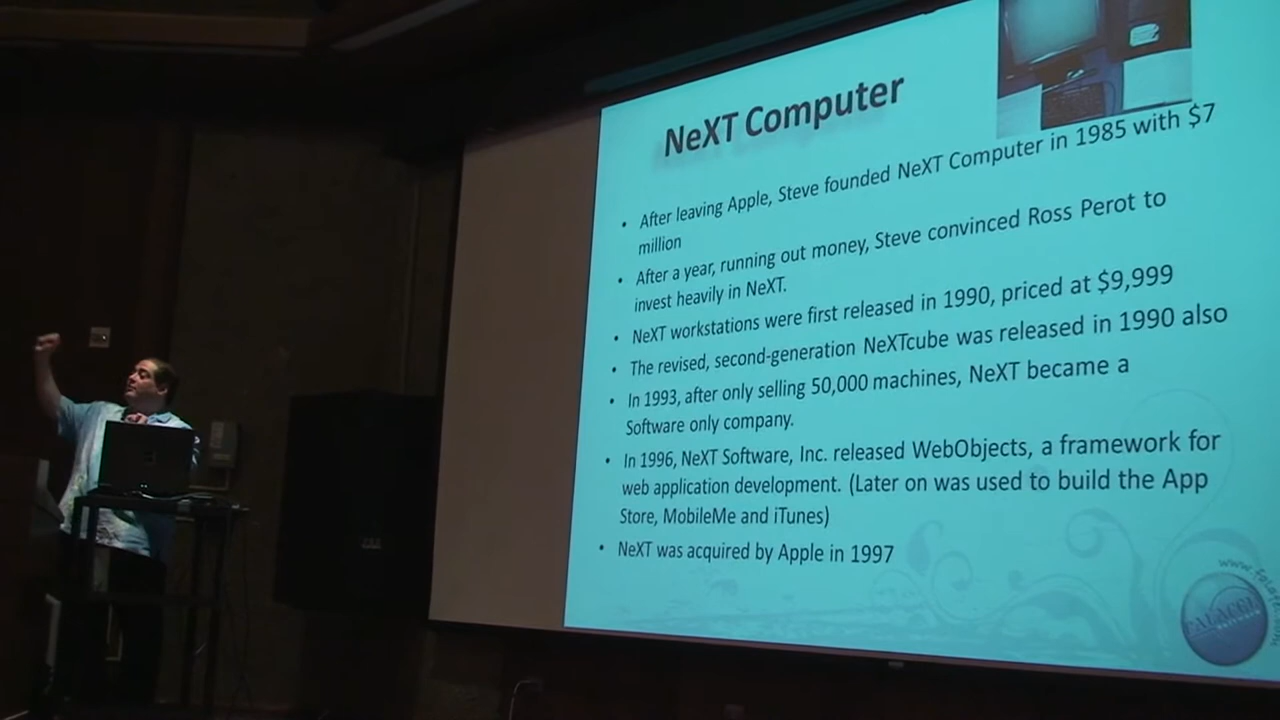 NeXT Computer
• After leaving Apple, Steve founded NeXT Computer in 1985 with $7
million
• After a year, running out money, Steve convinced Ross Perot to
invest heavily in NeXT.
• NeXT workstations were first released in 1990, priced at $9,999
• The revised, second-generation NeXTcube was released in 1990 also
• In 1993, after only selling 50,000 machines, NeXT became a
Software only company.
• In 1996, NeXT Software, Inc. released WebObjects, a framework for
web application development. (Later on was used to build the App
Store, MobileMe and iTunes)
• NeXT was acquired by Apple in 1997